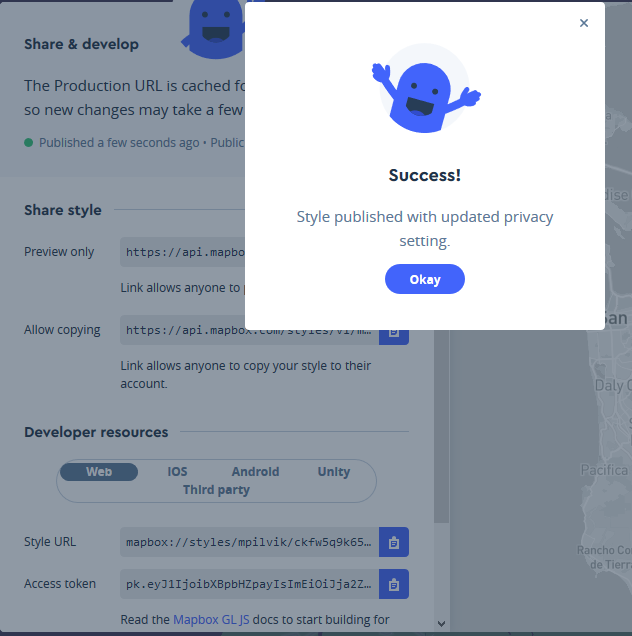 Share & develop
The Production URL is cached
so new changes may take a few
Published a few seconds ago • Public
×
Success!
Style published with updated privacy
setting.
Okay
Share style
Preview only
https://api.mapbo
Link allows anyone to
Allow copying
https://api.mapbox.com/styles/v1/m…
Link allows anyone to copy your style to their
account.
Developer resources
Web
iOS
Android
Unity
Third party
Style URL
mapbox://styles/mpilvik/ckfw5q9k65…
Access token
pk.eyJ1IjoibXBpbHZpayIsImEiOiJja2Z…
Read the Mapbox GL JS docs to start building for
San
Daly C
Pacifica
Rancho Cor
de Tierra